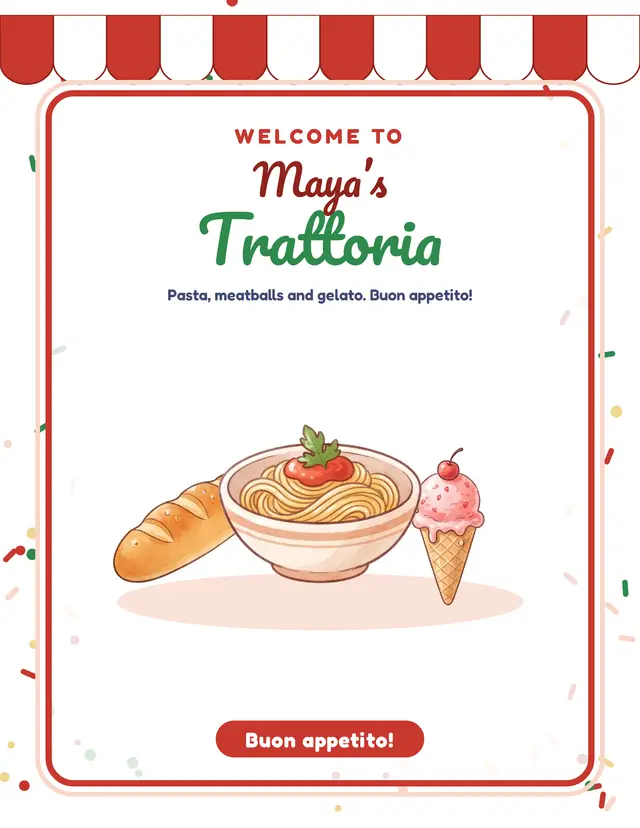 WELCOME TO
Maya's
Trattoria
Pasta, meatballs and gelato. Buon appetito!
Buon appetito!